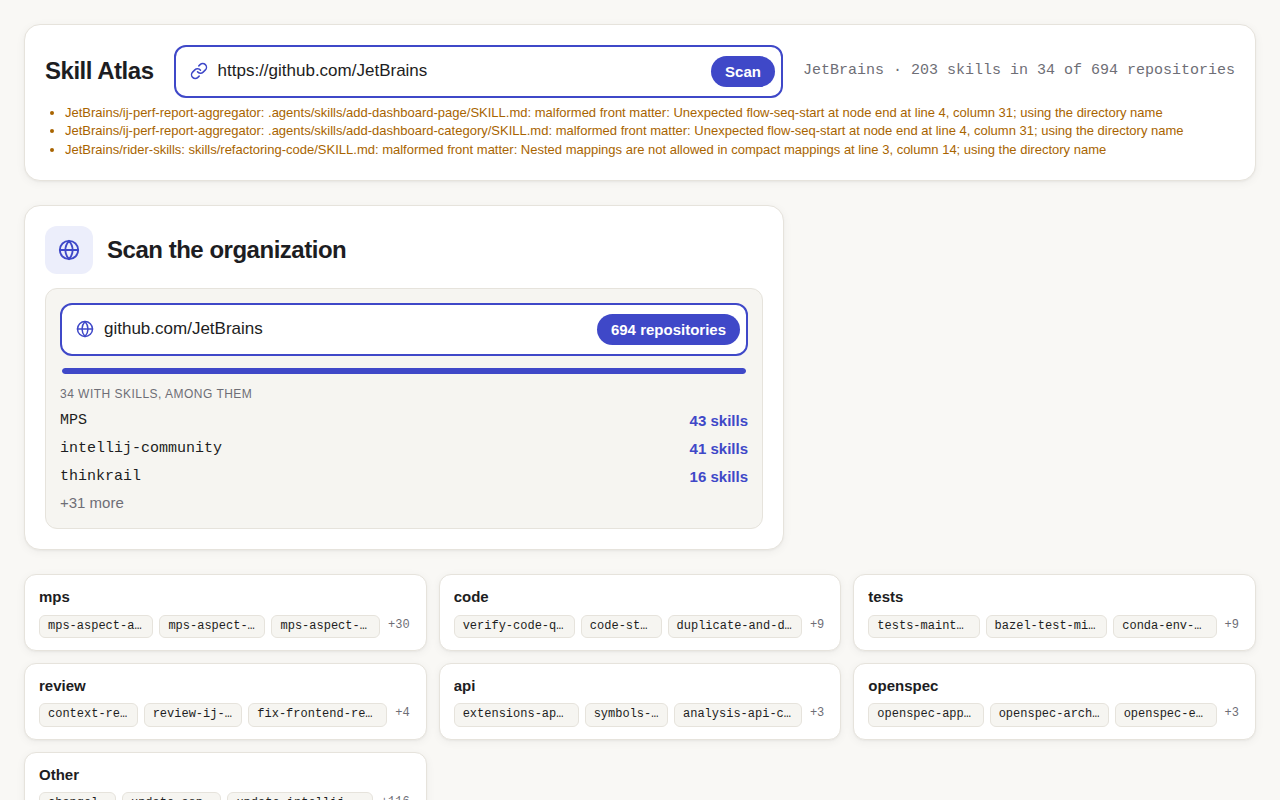 Skill Atlas
https://github.com/JetBrains
Scan
JetBrains · 203 skills in 34 of 694 repositories
JetBrains/ij-perf-report-aggregator: .agents/skills/add-dashboard-page/SKILL.md: malformed front matter: Unexpected flow-seq-start at node end at line 4, column 31; using the directory name
JetBrains/ij-perf-report-aggregator: .agents/skills/add-dashboard-category/SKILL.md: malformed front matter: Unexpected flow-seq-start at node end at line 4, column 31; using the directory name
JetBrains/rider-skills: skills/refactoring-code/SKILL.md: malformed front matter: Nested mappings are not allowed in compact mappings at line 3, column 14; using the directory name
Scan the organization
github.com/JetBrains
694 repositories
34 WITH SKILLS, AMONG THEM
MPS 43 skills
intellij-community 41 skills
thinkrail 16 skills
+31 more
mps
mps-aspect-a… mps-aspect-… mps-aspect-… +30
code
verify-code-q… code-st… duplicate-and-d… +9
tests
tests-maint… bazel-test-mi… conda-env-… +9
review
context-re… review-ij-… fix-frontend-re… +4
api
extensions-ap… symbols-… analysis-api-c… +3
openspec
openspec-app… openspec-arch… openspec-e… +3
Other